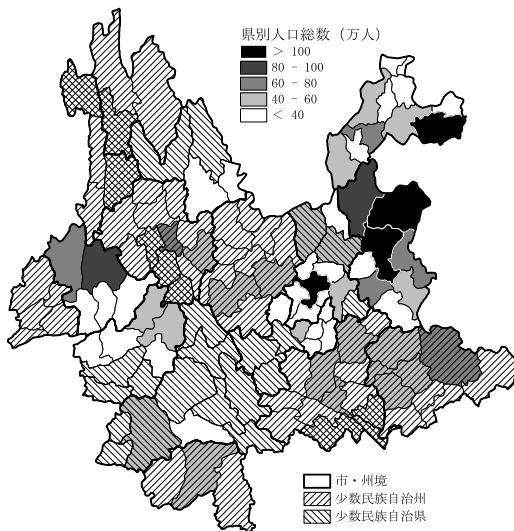 県別人口総数 (万人)
> 100
80 - 100
60 - 80
40 - 60
< 40
市・州境
少数民族自治州
少数民族自治県